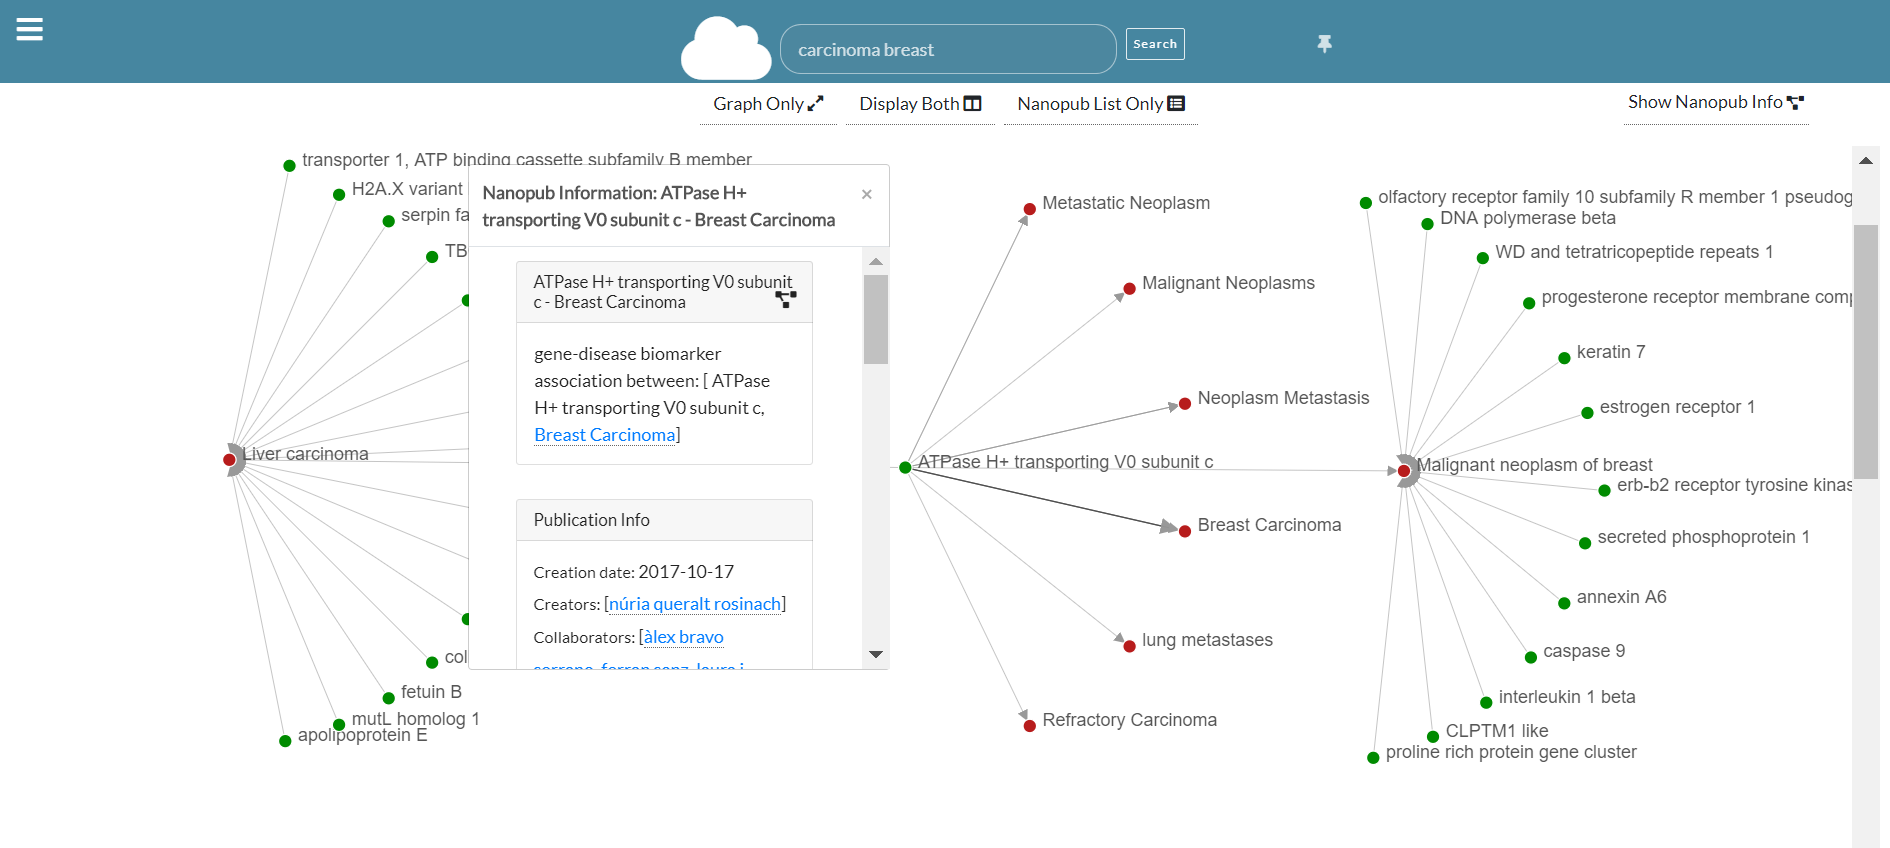 carcinoma breast
Search
Graph Only
Display Both
Nanopub List Only
Show Nanopub Info
transporter 1, ATP binding cassette subfamily B member
H2A.X variant
serpin fa
TB
Liver carcinoma
col
fetuin B
mutL homolog 1
apolipoprotein E
Nanopub Information: ATPase H+
transporting V0 subunit c - Breast Carcinoma
×
ATPase H+ transporting V0 subunit
c - Breast Carcinoma
gene-disease biomarker
association between: [ ATPase
H+ transporting V0 subunit c,
Breast Carcinoma]
Publication Info
Creation date: 2017-10-17
Creators: [núria queralt rosinach]
Collaborators: [àlex bravo
serrano, ferran sanz, laura i
Metastatic Neoplasm
Malignant Neoplasms
Neoplasm Metastasis
ATPase H+ transporting V0 subunit c
Breast Carcinoma
lung metastases
Refractory Carcinoma
olfactory receptor family 10 subfamily R member 1 pseudog
DNA polymerase beta
WD and tetratricopeptide repeats 1
progesterone receptor membrane comp
keratin 7
estrogen receptor 1
Malignant neoplasm of breast
erb-b2 receptor tyrosine kinas
secreted phosphoprotein 1
annexin A6
caspase 9
interleukin 1 beta
CLPTM1 like
proline rich protein gene cluster